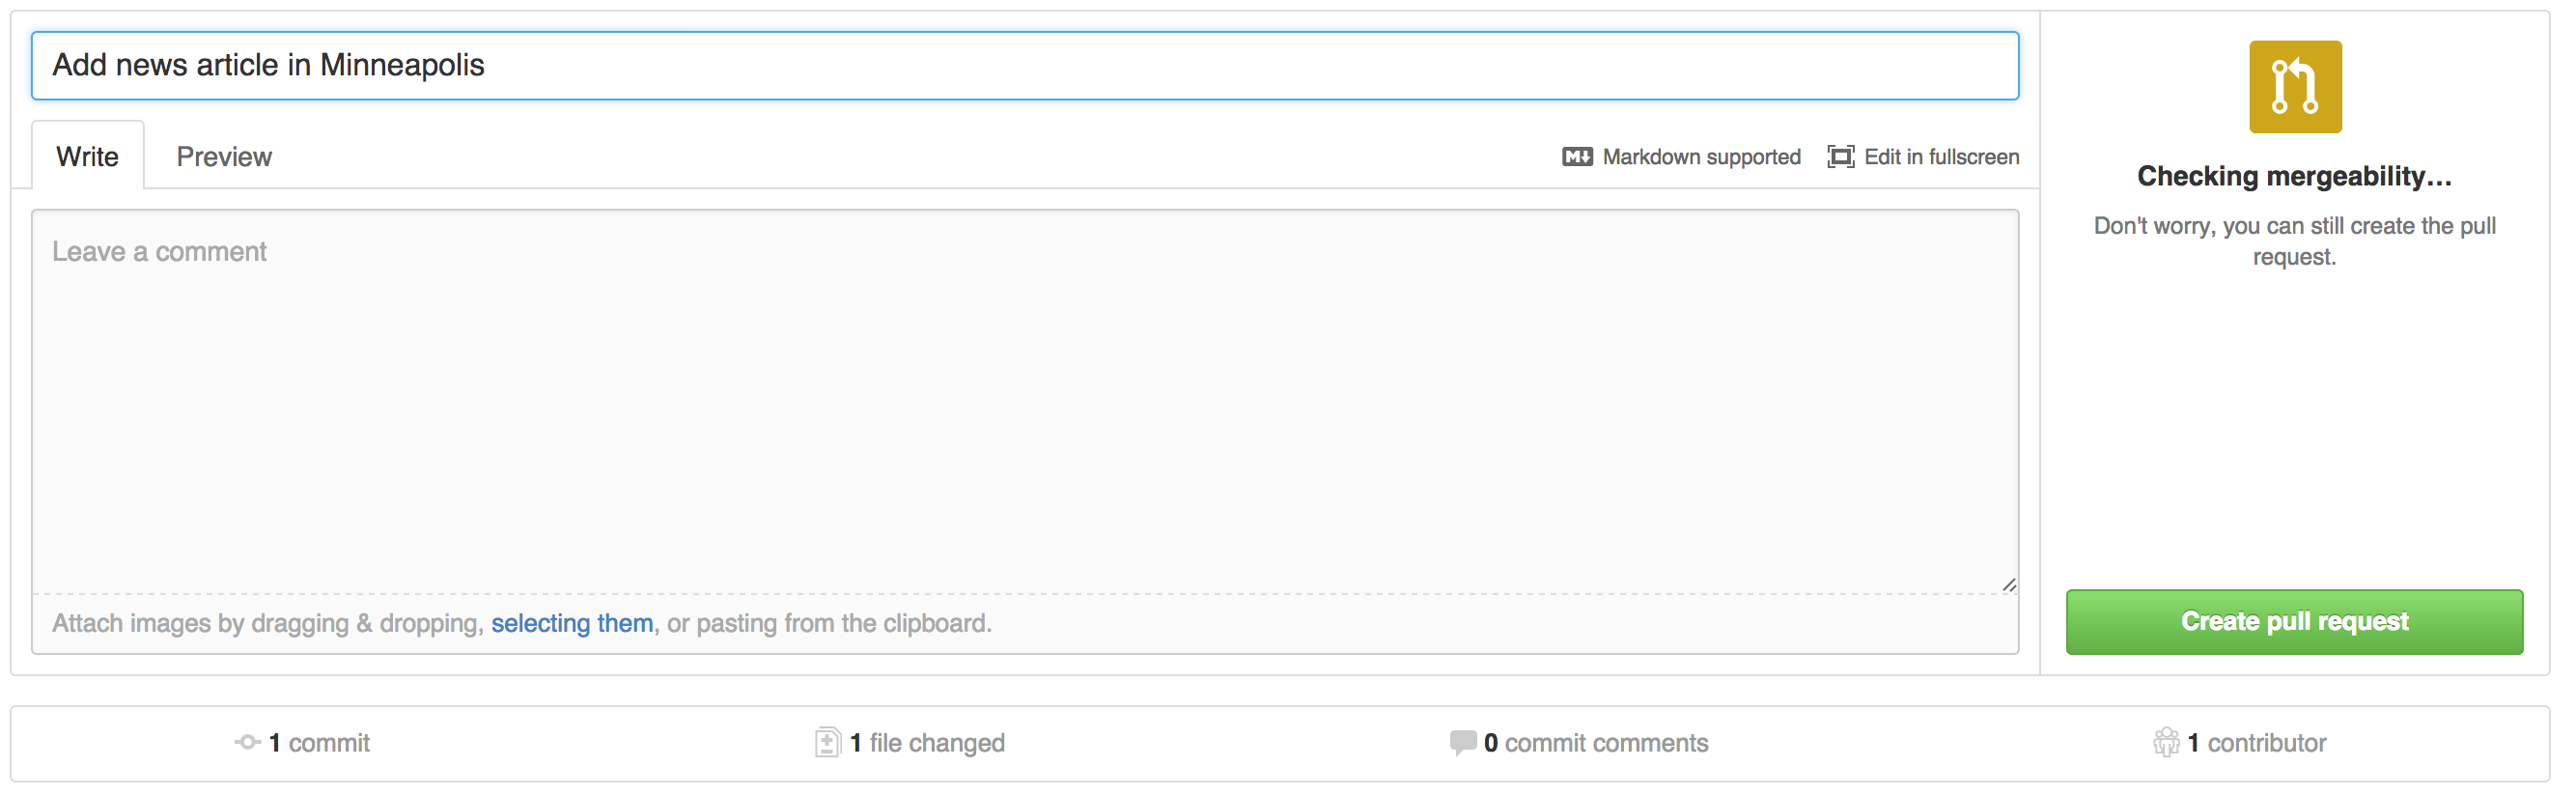 Add news article in Minneapolis
Write
Preview
Markdown supported
Edit in fullscreen
Leave a comment
Attach images by dragging & dropping, selecting them, or pasting from the clipboard.
Checking mergeability...
Don't worry, you can still create the pull
request.
Create pull request
1 commit
1 file changed
0 commit comments
1 contributor